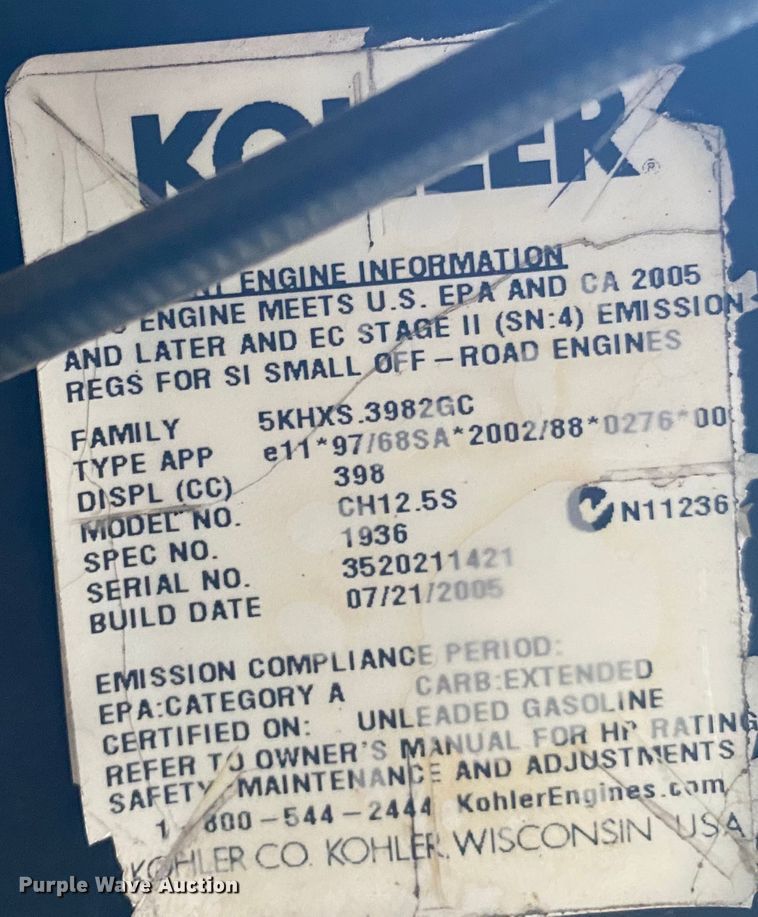 ENGINE INFORMATION
ENGINE MEETS U.S. EPA AND CA 2005
AND LATER AND EC STAGE II (SN:4) EMISSION
REGS FOR SI SMALL OFF-ROAD ENGINES
FAMILY 5KHXS.3982GC
TYPE APP e11*97/68SA*2002/88*0276*00
DISPL (CC) 398
MODEL NO. CH12.5S
SPEC NO. 1936
N11236
SERIAL NO. 3520211421
BUILD DATE 07/21/2005
EMISSION COMPLIANCE PERIOD:
EPA:CATEGORY A CARB:EXTENDED
CERTIFIED ON: UNLEADED GASOLINE
REFER TO OWNER'S MANUAL FOR HP RATING
SAFETY MAINTENANCE AND ADJUSTMENTS
1-800-544-2444 KohlerEngines.com
KOHLER CO. KOHLER, WISCONSIN USA
Purple Wave Auction